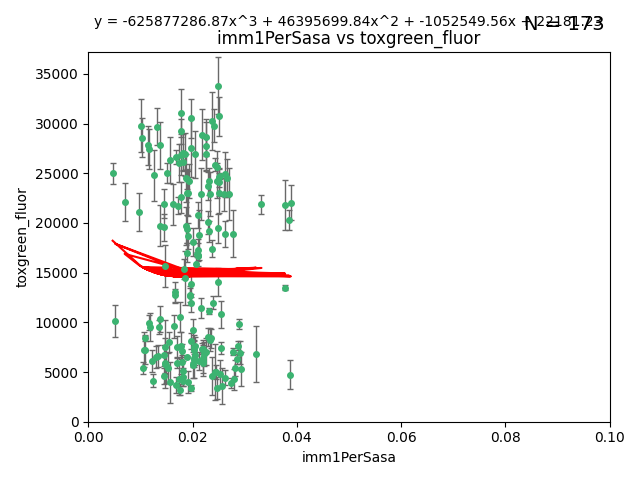 y = -625877286.87x^3 + 46395699.84x^2 + -1052549.56x +
N = 173
imm1PerSasa vs toxgreen_fluor
35000
30000
25000
20000
15000
10000
5000
0
toxgreen_fluor
0.00 0.02 0.04 0.06 0.08 0.10
imm1PerSasa